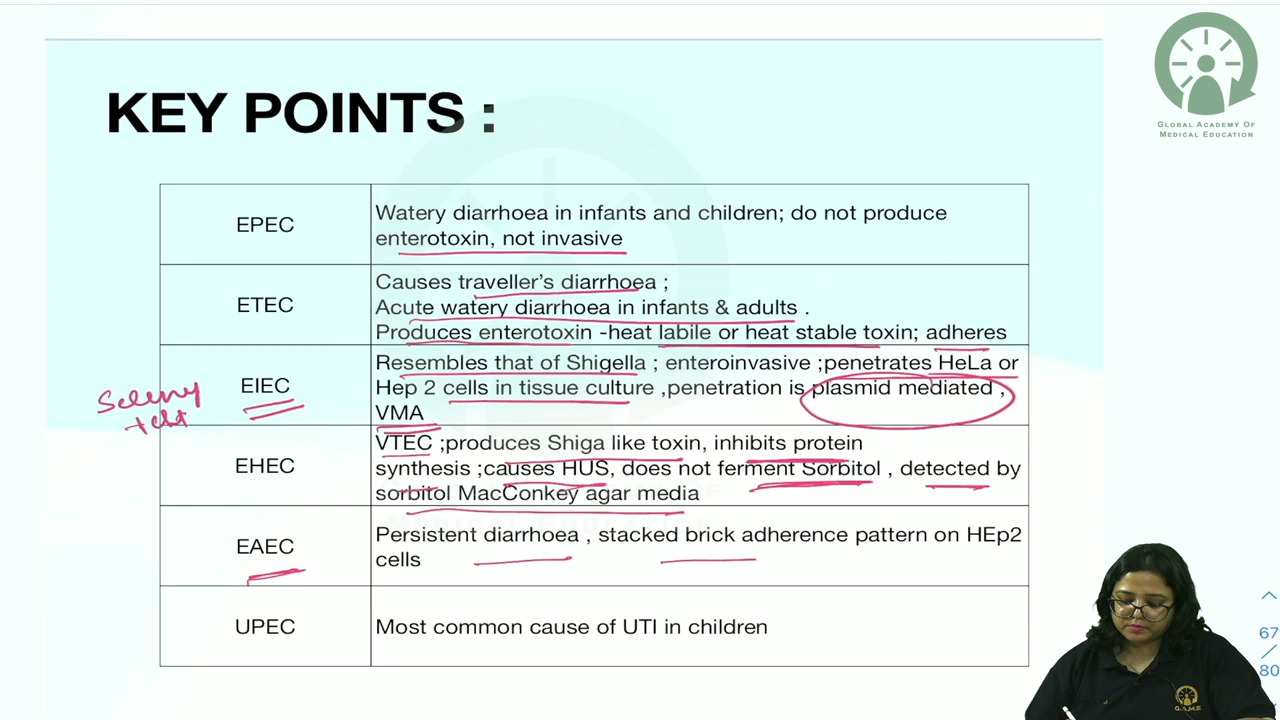 GLOBAL ACADEMY OF
MEDICAL EDUCATION
KEY POINTS :
EPEC
Watery diarrhoea in infants and children; do not produce
enterotoxin, not invasive
ETEC
Causes traveller's diarrhoea ;
Acute watery diarrhoea in infants & adults .
Produces enterotoxin -heat labile or heat stable toxin; adheres
EIEC
Resembles that of Shigella ; enteroinvasive ;penetrates HeLa or
Hep 2 cells in tissue culture ,penetration is plasmid mediated ,
VMA
Sereny
test
EHEC
VTEC ;produces Shiga like toxin, inhibits protein
synthesis ;causes HUS, does not ferment Sorbitol , detected by
sorbitol MacConkey agar media
EAEC
Persistent diarrhoea , stacked brick adherence pattern on HEp2
cells
UPEC
Most common cause of UTI in children
67
/
80
G.A.M.E